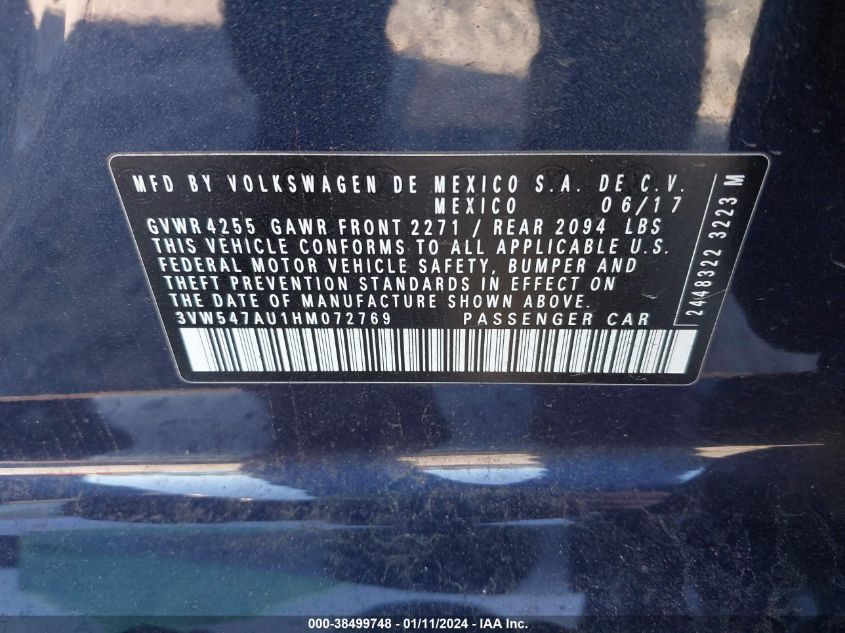 MFD BY VOLKSWAGEN DE MEXICO S.A. DE C.V.
MEXICO 06/17
GVWR 4255 GAWR FRONT 2271 / REAR 2094 LBS
THIS VEHICLE CONFORMS TO ALL APPLICABLE U.S.
FEDERAL MOTOR VEHICLE SAFETY, BUMPER AND
THEFT PREVENTION STANDARDS IN EFFECT ON
THE DATE OF MANUFACTURE SHOWN ABOVE.
3VW547AU1HM072769 PASSENGER CAR
2448322 3223 M
000-38499748 - 01/11/2024 - IAA Inc.